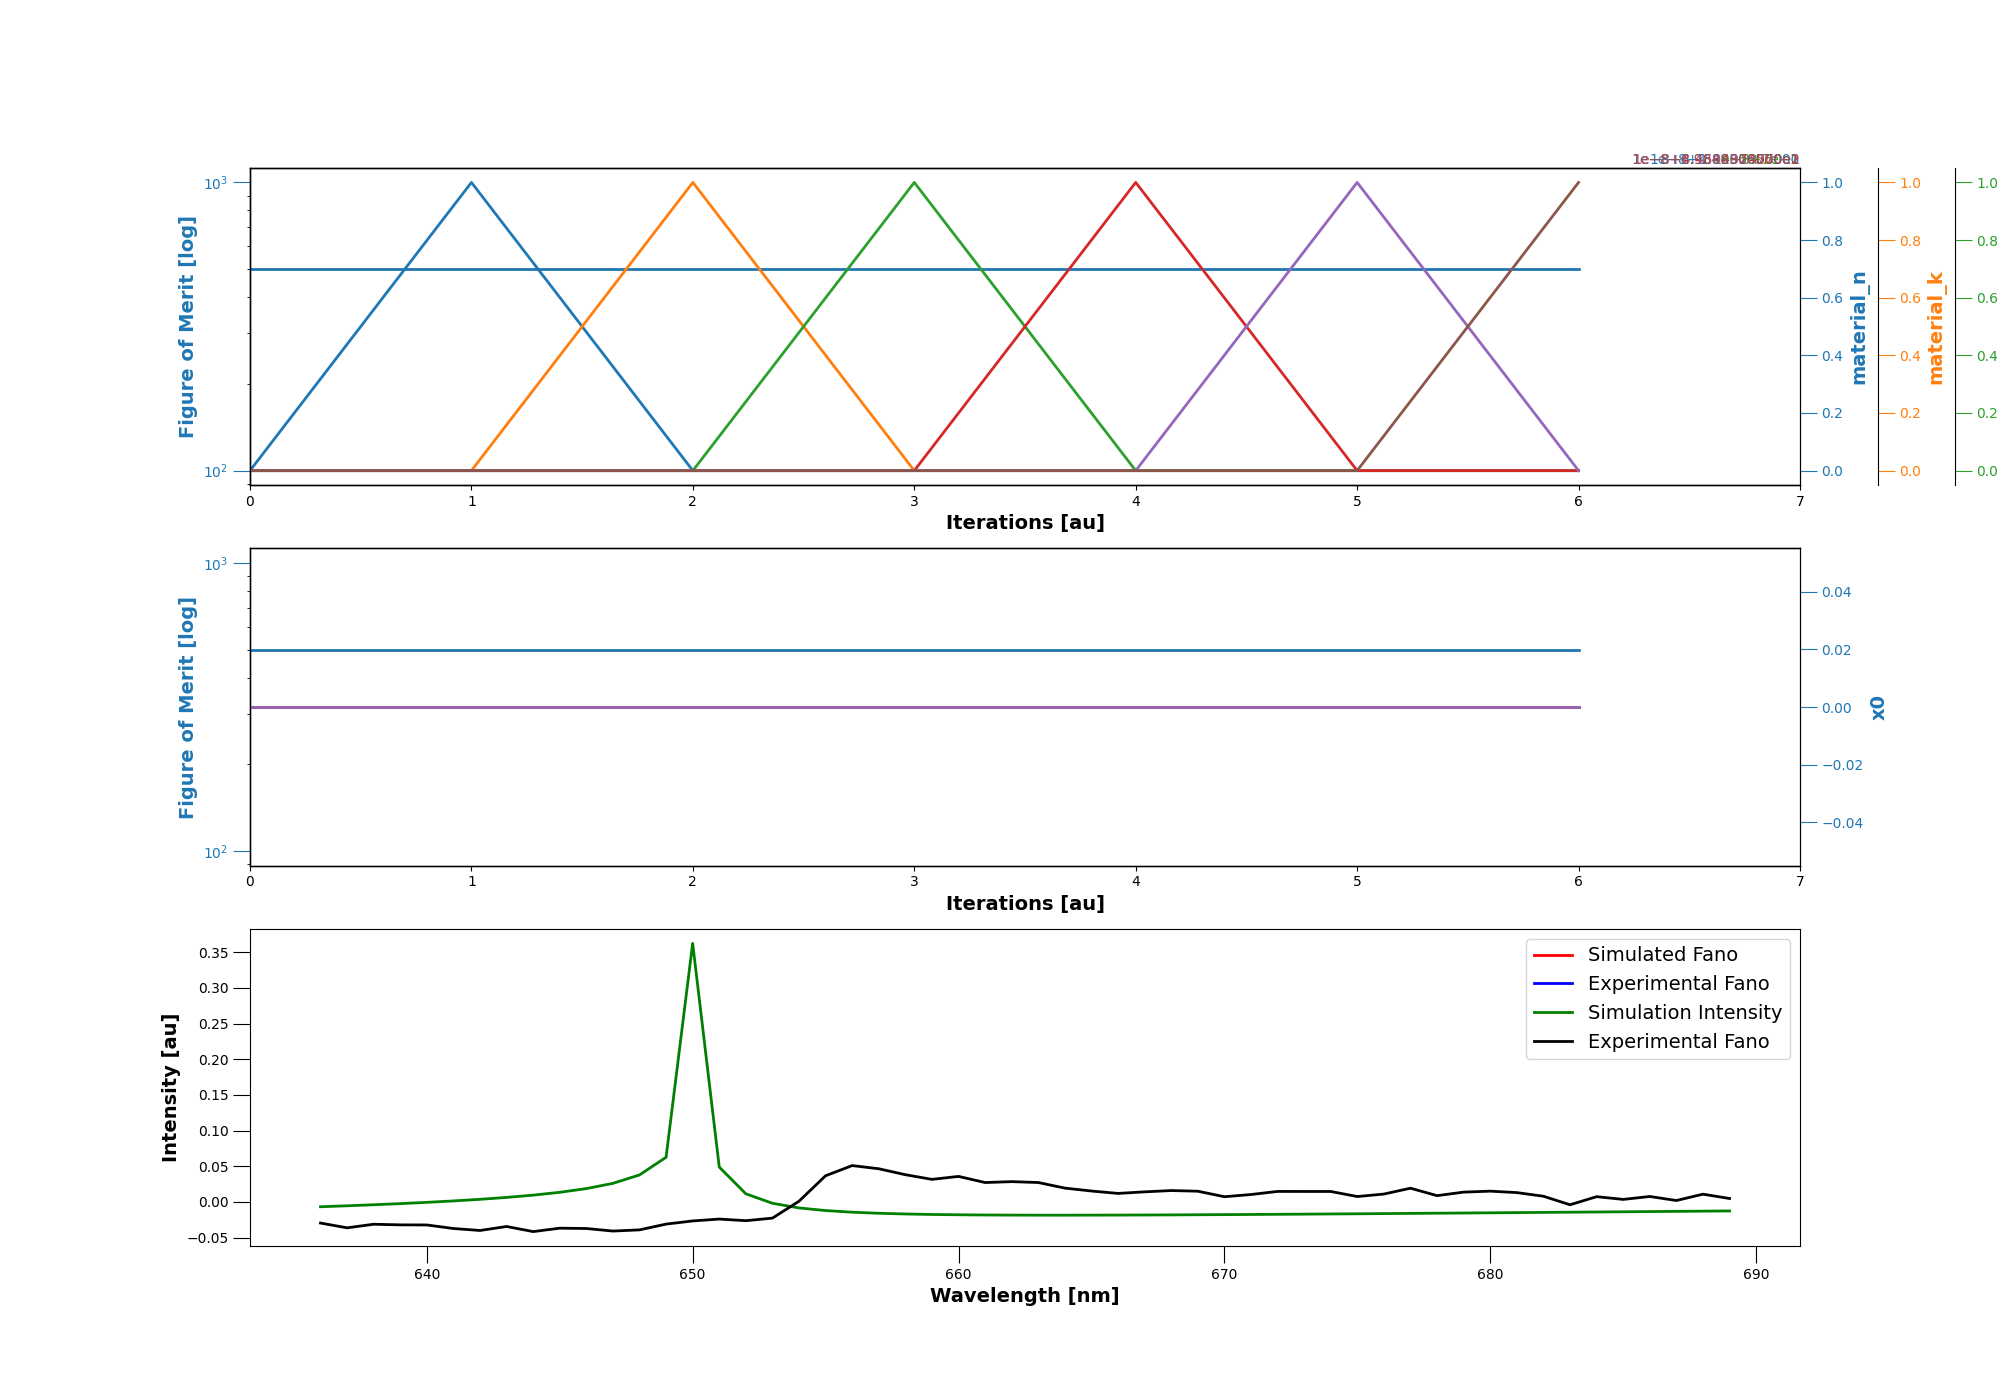 Figure of Merit [log]
10³
10²
0 1 2 3 4 5 6 7
Iterations [au]
1.0
0.8
0.6
0.4
0.2
0.0
material_n
1.0
0.8
0.6
0.4
0.2
0.0
material_k
1.0
0.8
0.6
0.4
0.2
0.0
Figure of Merit [log]
10³
10²
0 1 2 3 4 5 6 7
Iterations [au]
0.04
0.02
0.00
−0.02
−0.04
x0
Intensity [au]
0.35
0.30
0.25
0.20
0.15
0.10
0.05
0.00
−0.05
Simulated Fano
Experimental Fano
Simulation Intensity
Experimental Fano
640 650 660 670 680 690
Wavelength [nm]